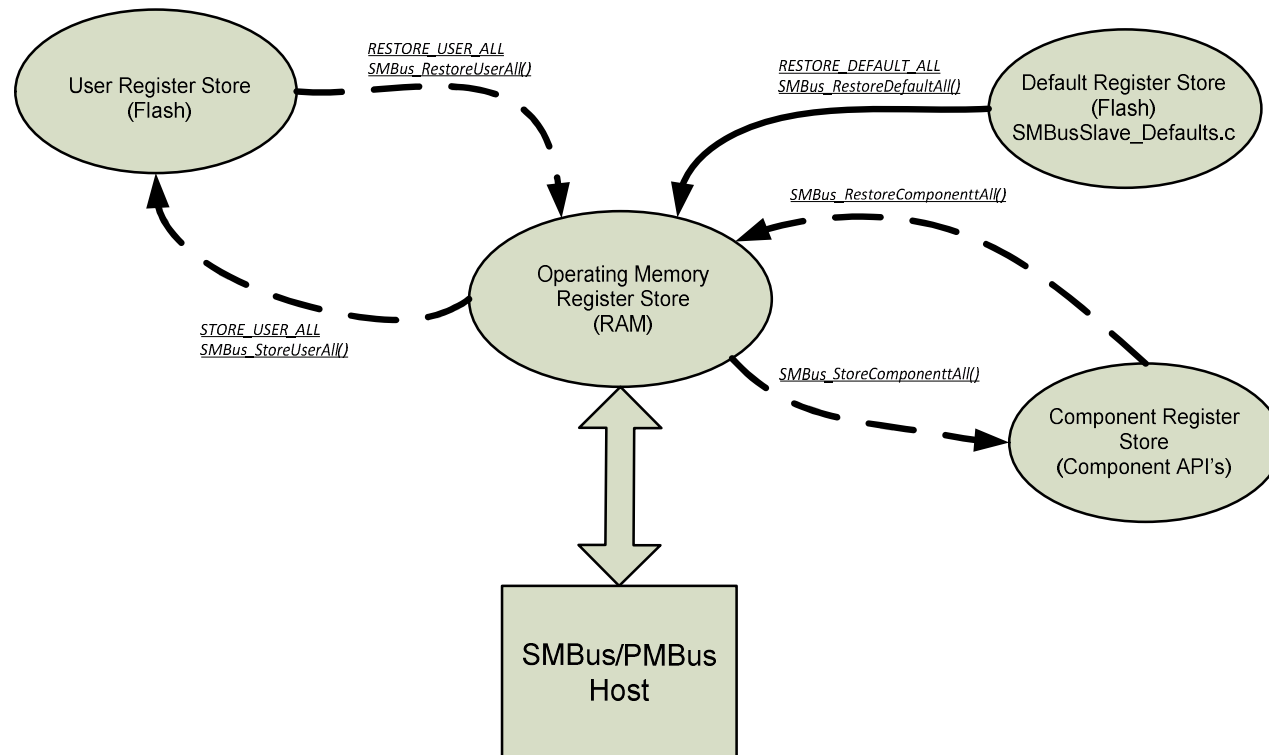 RESTORE_USER_ALL
SMBus_RestoreUserAll()
User Register Store
(Flash)
RESTORE_DEFAULT_ALL
SMBus_RestoreDefaultAll()
Default Register Store
(Flash)
SMBusSlave_Defaults.c
SMBus_RestoreComponenttAll()
Operating Memory
Register Store
(RAM)
STORE_USER_ALL
SMBus_StoreUserAll()
SMBus_StoreComponenttAll()
Component Register
Store
(Component API's)
SMBus/PMBus
Host